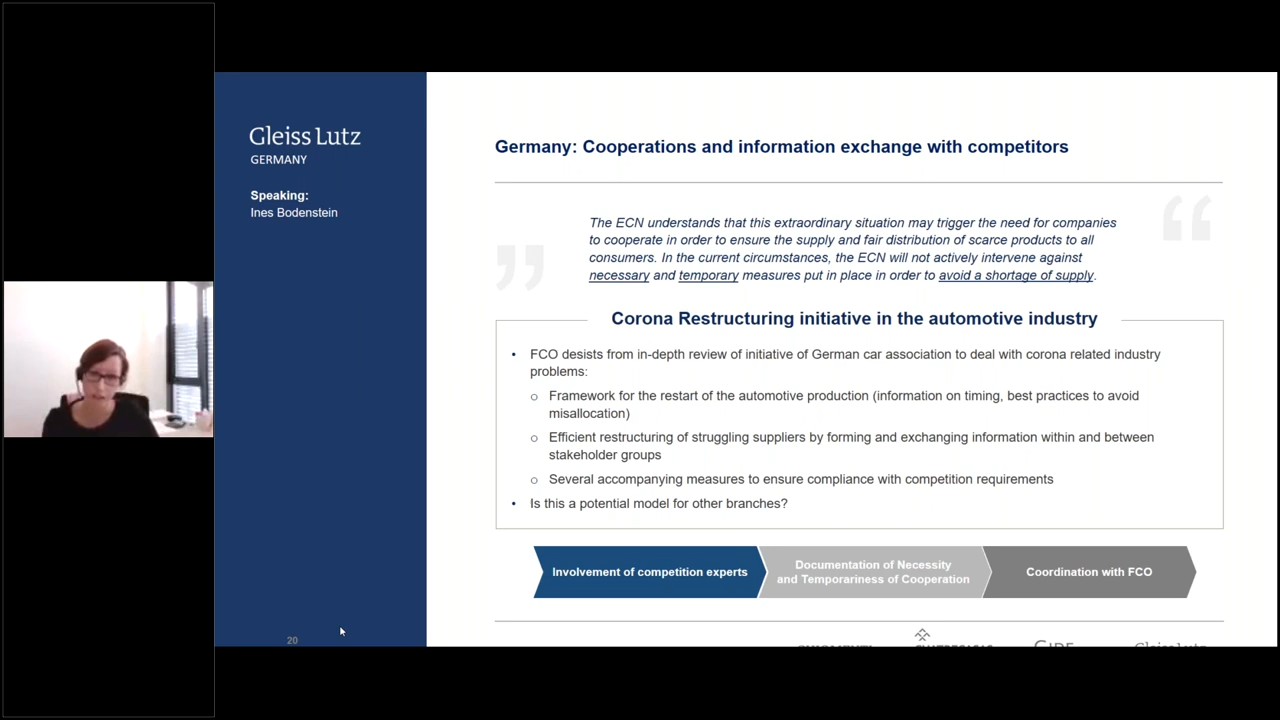 Gleiss Lutz
GERMANY
Speaking:
Ines Bodenstein
20
Germany: Cooperations and information exchange with competitors
The ECN understands that this extraordinary situation may trigger the need for companies
to cooperate in order to ensure the supply and fair distribution of scarce products to all
consumers. In the current circumstances, the ECN will not actively intervene against
necessary and temporary measures put in place in order to avoid a shortage of supply.
Corona Restructuring initiative in the automotive industry
• FCO desists from in-depth review of initiative of German car association to deal with corona related industry
problems:
o Framework for the restart of the automotive production (information on timing, best practices to avoid
misallocation)
o Efficient restructuring of struggling suppliers by forming and exchanging information within and between
stakeholder groups
o Several accompanying measures to ensure compliance with competition requirements
• Is this a potential model for other branches?
Involvement of competition experts
Documentation of Necessity
and Temporariness of Cooperation
Coordination with FCO
Gleiss Lutz